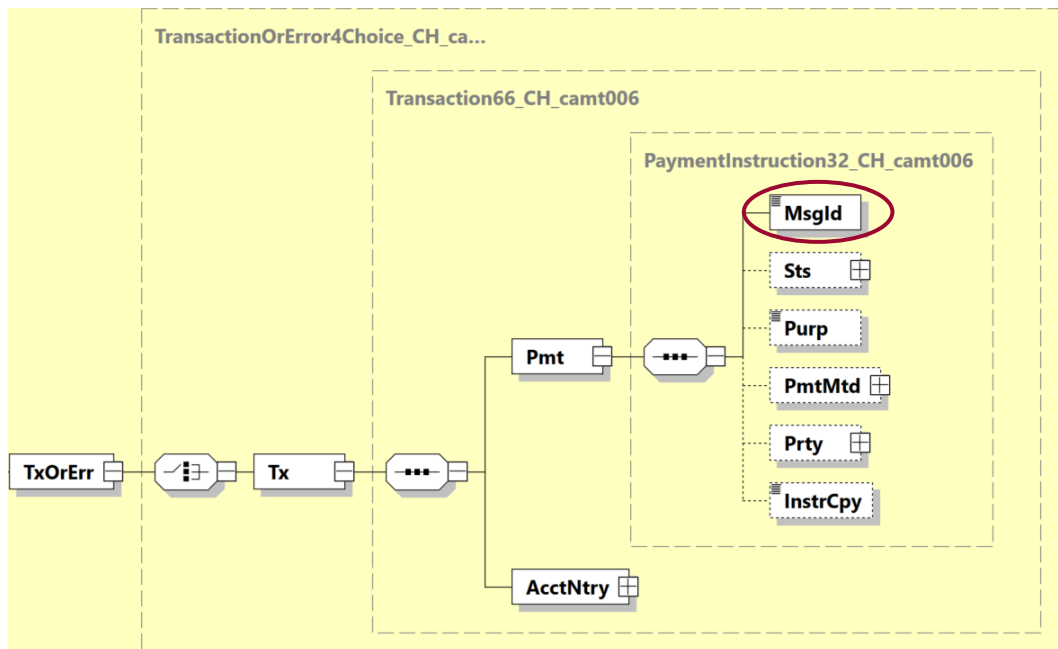 TransactionOrError4Choice_CH_ca...
Transaction66_CH_camt006
PaymentInstruction32_CH_camt006
MsgId
Sts
Purp
Pmt
PmtMtd
Prty
TxOrErr
Tx
InstrCpy
AcctNtry